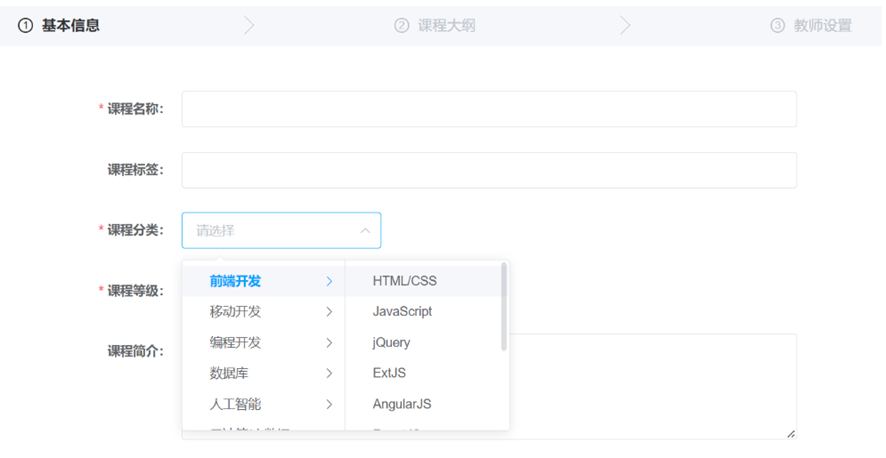 ① 基本信息 ② 课程大纲 ③ 教师设置
* 课程名称：
课程标签：
* 课程分类： 请选择
前端开发 HTML/CSS
* 课程等级：
移动开发 JavaScript
编程开发 jQuery
课程简介：
数据库 ExtJS
人工智能 AngularJS